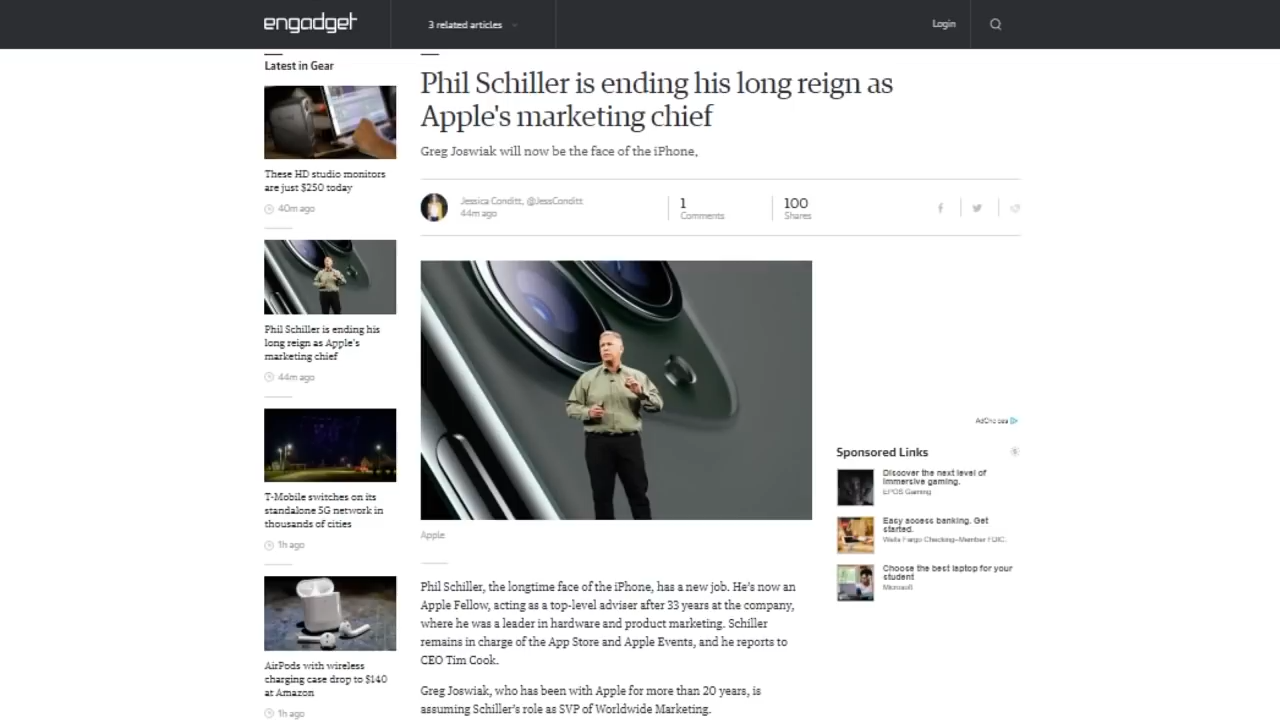 engadget
3 related articles
Login
Latest in Gear
These HD studio monitors
are just $250 today
40m ago
Phil Schiller is ending his
long reign as Apple's
marketing chief
44m ago
T-Mobile switches on its
standalone 5G network in
thousands of cities
1h ago
AirPods with wireless
charging case drop to $140
at Amazon
1h ago
Phil Schiller is ending his long reign as
Apple's marketing chief
Greg Joswiak will now be the face of the iPhone,
Jessica Conditt, @JessConditt
44m ago
1
Comments
100
Shares
Apple
Phil Schiller, the longtime face of the iPhone, has a new job. He's now an
Apple Fellow, acting as a top-level adviser after 33 years at the company,
where he was a leader in hardware and product marketing. Schiller
remains in charge of the App Store and Apple Events, and he reports to
CEO Tim Cook.
Greg Joswiak, who has been with Apple for more than 20 years, is
assuming Schiller's role as SVP of Worldwide Marketing.
AdChoices
Sponsored Links
Discover the next level of
immersive gaming.
EPOS Gaming
Easy access banking. Get
started.
Wells Fargo Checking–Member FDIC.
Choose the best laptop for your
student
Microsoft